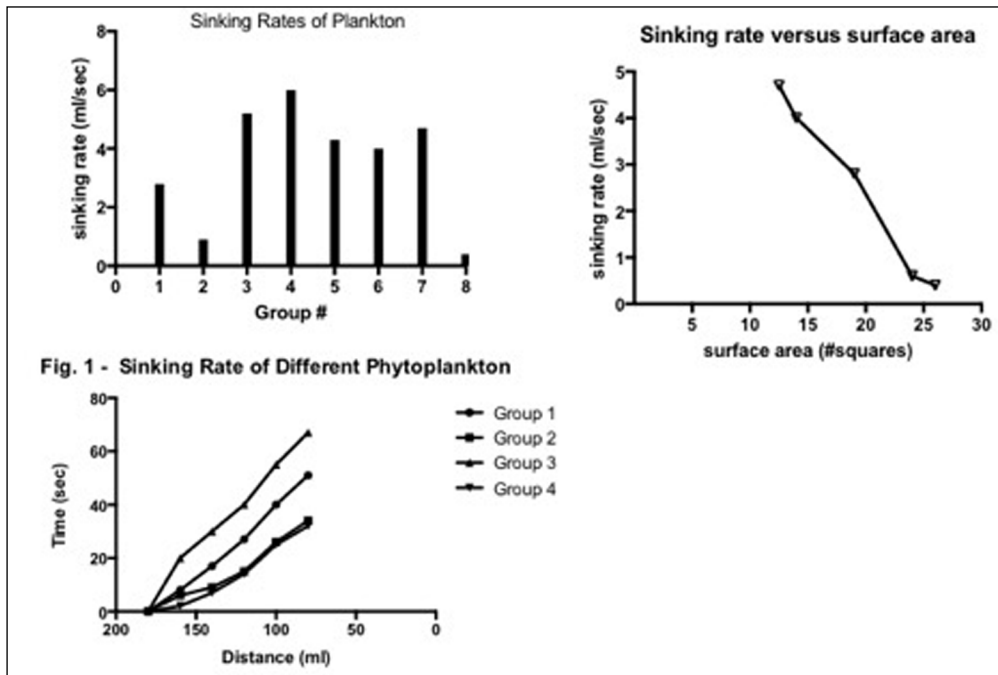 Sinking Rates of Plankton
8
6
4
2
0
sinking rate (ml/sec)
0 1 2 3 4 5 6 7 8
Group #
Sinking rate versus surface area
5
4
3
2
1
0
sinking rate (ml/sec)
5 10 15 20 25 30
surface area (#squares)
Fig. 1 - Sinking Rate of Different Phytoplankton
80
60
40
20
0
Time (sec)
200 150 100 50 0
Distance (ml)
Group 1
Group 2
Group 3
Group 4